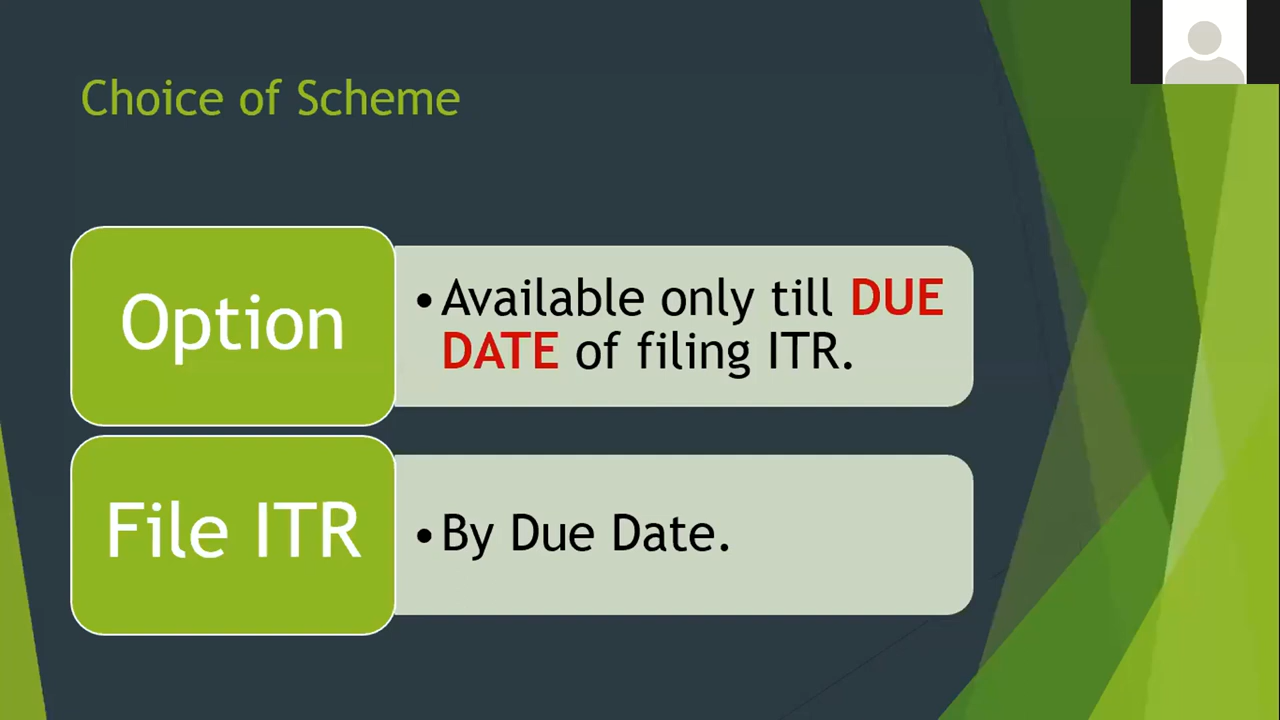 Choice of Scheme
Option
•Available only till DUE
DATE of filing ITR.
File ITR
•By Due Date.